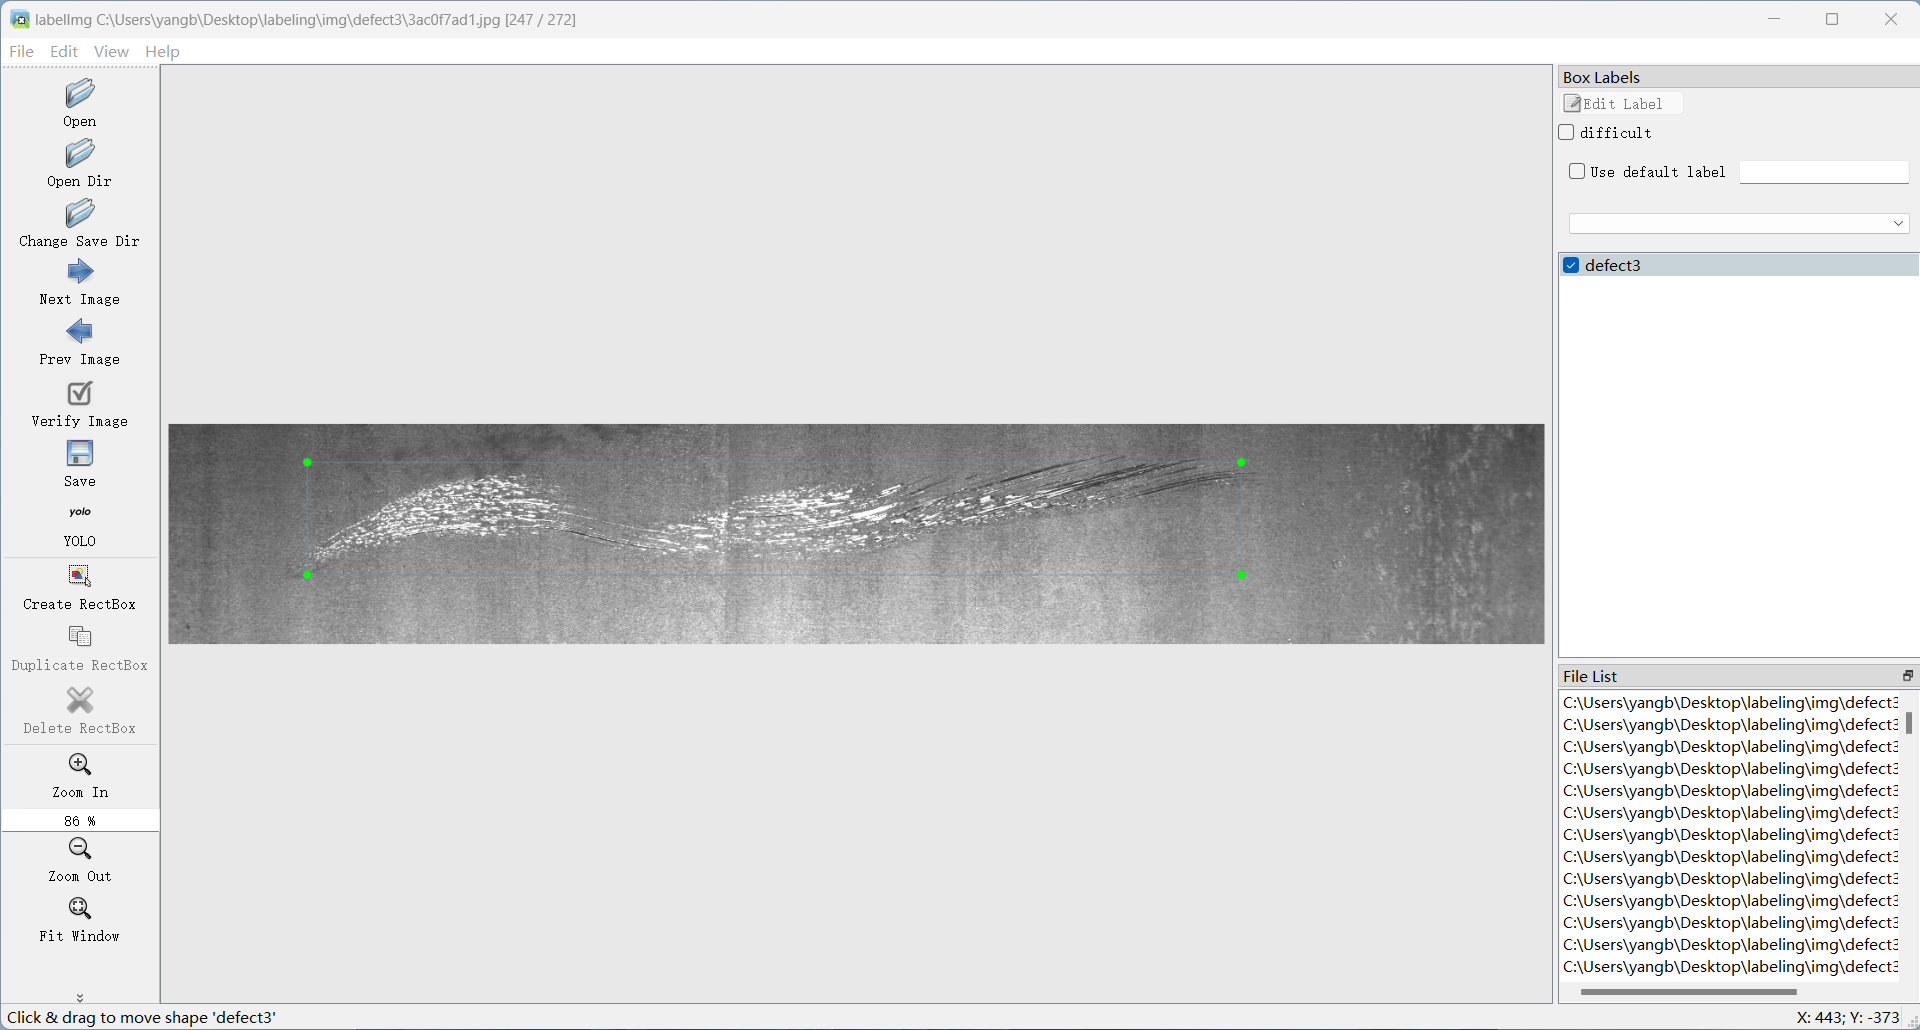 labelImg C:\Users\yangb\Desktop\labeling\img\defect3\3ac0f7ad1.jpg [247 / 272]
File Edit View Help
Open
Open Dir
Change Save Dir
Next Image
Prev Image
Verify Image
Save
yolo
YOLO
Create RectBox
Duplicate RectBox
Delete RectBox
Zoom In
86 %
Zoom Out
Fit Window
Box Labels
Edit Label
difficult
Use default label
defect3
File List
C:\Users\yangb\Desktop\labeling\img\defect3
C:\Users\yangb\Desktop\labeling\img\defect3
C:\Users\yangb\Desktop\labeling\img\defect3
C:\Users\yangb\Desktop\labeling\img\defect3
C:\Users\yangb\Desktop\labeling\img\defect3
C:\Users\yangb\Desktop\labeling\img\defect3
C:\Users\yangb\Desktop\labeling\img\defect3
C:\Users\yangb\Desktop\labeling\img\defect3
C:\Users\yangb\Desktop\labeling\img\defect3
C:\Users\yangb\Desktop\labeling\img\defect3
C:\Users\yangb\Desktop\labeling\img\defect3
C:\Users\yangb\Desktop\labeling\img\defect3
C:\Users\yangb\Desktop\labeling\img\defect3
Click & drag to move shape 'defect3'
X: 443; Y: -373